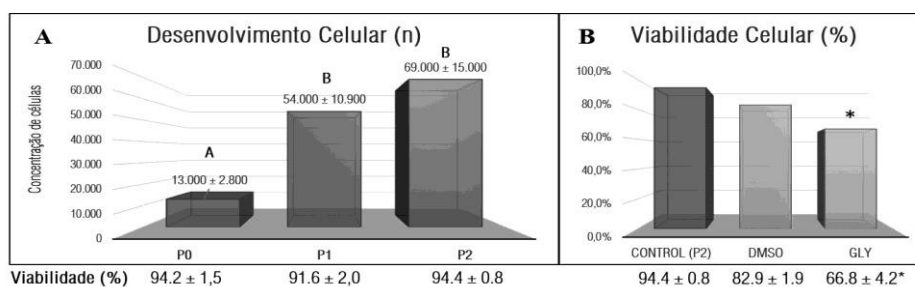 A Desenvolvimento Celular (n)
Concentração de células
70.000
60.000
50.000
40.000
30.000
20.000
10.000
0
A
13.000 ± 2.800
B
54.000 ± 10.900
B
69.000 ± 15.000
P0 P1 P2
Viabilidade (%) 94.2 ± 1,5 91.6 ± 2,0 94.4 ± 0.8
B Viabilidade Celular (%)
100,0%
80,0%
60,0%
40,0%
20,0%
0,0%
*
CONTROL (P2) DMSO GLY
94.4 ± 0.8 82.9 ± 1.9 66.8 ± 4.2*